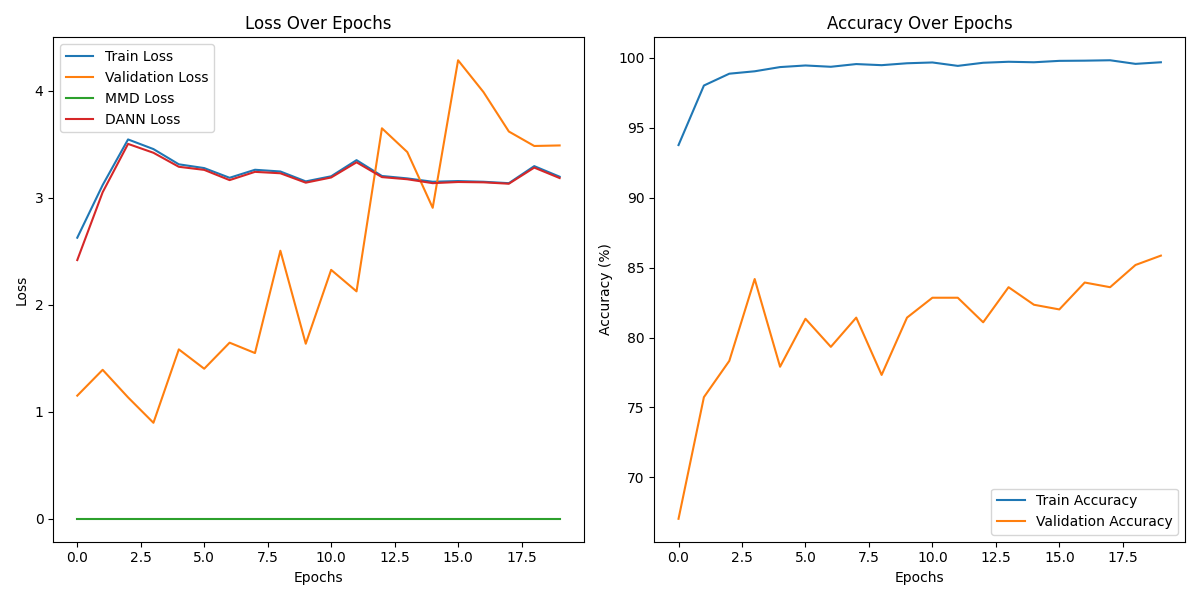 Loss Over Epochs
Train Loss
Validation Loss
MMD Loss
DANN Loss
4
3
2
1
0
Loss
0.0 2.5 5.0 7.5 10.0 12.5 15.0 17.5
Epochs
Accuracy Over Epochs
100
95
90
85
80
75
70
Accuracy (%)
Train Accuracy
Validation Accuracy
0.0 2.5 5.0 7.5 10.0 12.5 15.0 17.5
Epochs